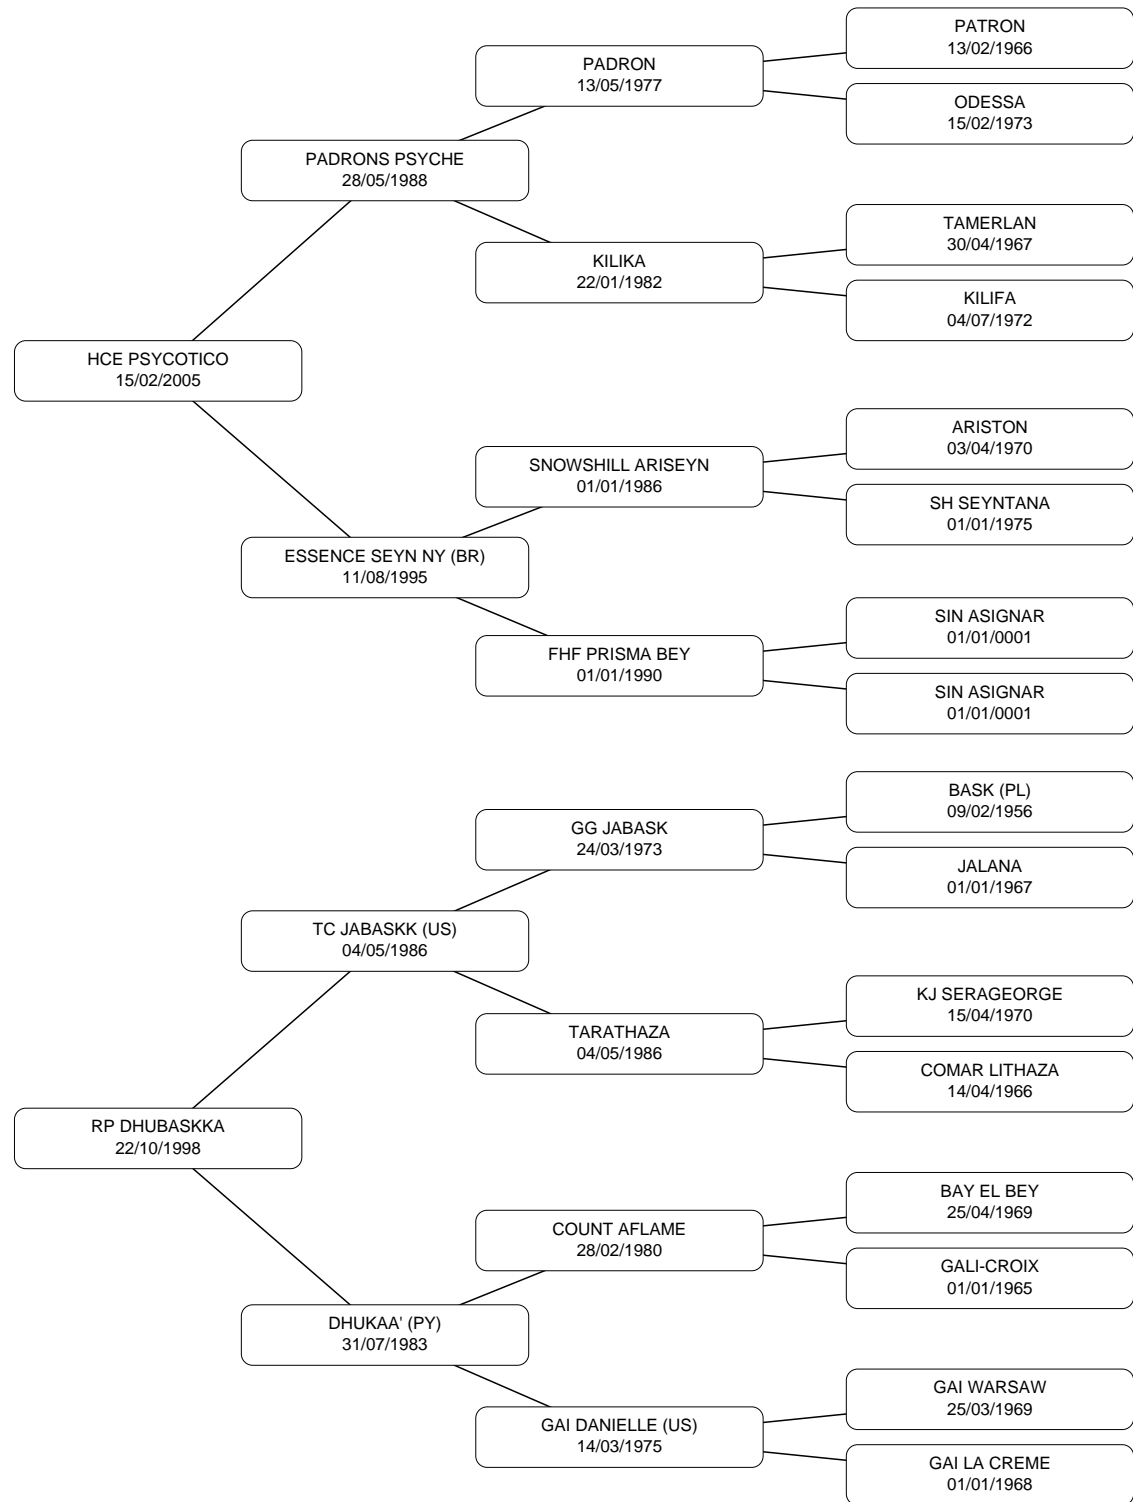 PATRON
13/02/1966
PADRON
13/05/1977
ODESSA
15/02/1973
PADRONS PSYCHE
28/05/1988
TAMERLAN
30/04/1967
KILIKA
22/01/1982
KILIFA
04/07/1972
HCE PSYCOTICO
15/02/2005
ARISTON
03/04/1970
SNOWSHILL ARISEYN
01/01/1986
SH SEYNTANA
01/01/1975
ESSENCE SEYN NY (BR)
11/08/1995
SIN ASIGNAR
01/01/0001
FHF PRISMA BEY
01/01/1990
SIN ASIGNAR
01/01/0001
BASK (PL)
09/02/1956
GG JABASK
24/03/1973
JALANA
01/01/1967
TC JABASKK (US)
04/05/1986
KJ SERAGEORGE
15/04/1970
TARATHAZA
04/05/1986
COMAR LITHAZA
14/04/1966
RP DHUBASKKA
22/10/1998
BAY EL BEY
25/04/1969
COUNT AFLAME
28/02/1980
GALI-CROIX
01/01/1965
DHUKAA' (PY)
31/07/1983
GAI WARSAW
25/03/1969
GAI DANIELLE (US)
14/03/1975
GAI LA CREME
01/01/1968